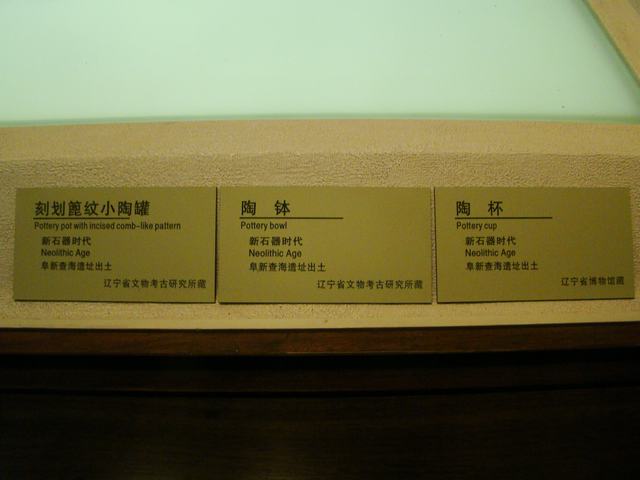 刻划篦纹小陶罐
Pottery pot with incised comb-like pattern
新石器时代
Neolithic Age
阜新查海遗址出土
辽宁省文物考古研究所藏
陶 钵
Pottery bowl
新石器时代
Neolithic Age
阜新查海遗址出土
辽宁省文物考古研究所藏
陶 杯
Pottery cup
新石器时代
Neolithic Age
阜新查海遗址出土
辽宁省博物馆藏